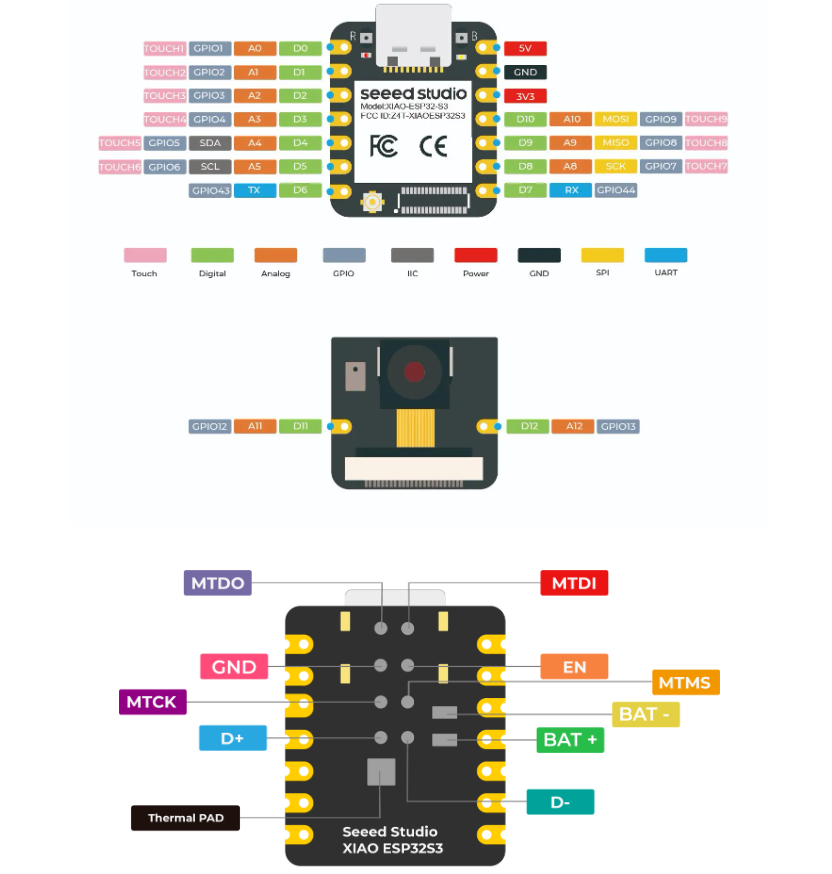 R B
TOUCH1 GPIO1 A0 D0 5V
TOUCH2 GPIO2 A1 D1 GND
TOUCH3 GPIO3 A2 D2 seeed studio 3V3
Model:XIAO-ESP32-S3
FCC ID:Z4T-XIAOESP32S3
TOUCH4 GPIO4 A3 D3 D10 A10 MOSI GPIO9 TOUCH9
TOUCH5 GPIO5 SDA A4 D4 FC CE D9 A9 MISO GPIO8 TOUCH8
TOUCH6 GPIO6 SCL A5 D5 D8 A8 SCK GPIO7 TOUCH7
GPIO43 TX D6 D7 RX GPIO44
Touch Digital Analog GPIO IIC Power GND SPI UART
GPIO12 A11 D11 D12 A12 GPIO13
MTDO MTDI
GND EN
MTCK MTMS
BAT -
D+ BAT +
D-
Thermal PAD
Seeed Studio
XIAO ESP32S3